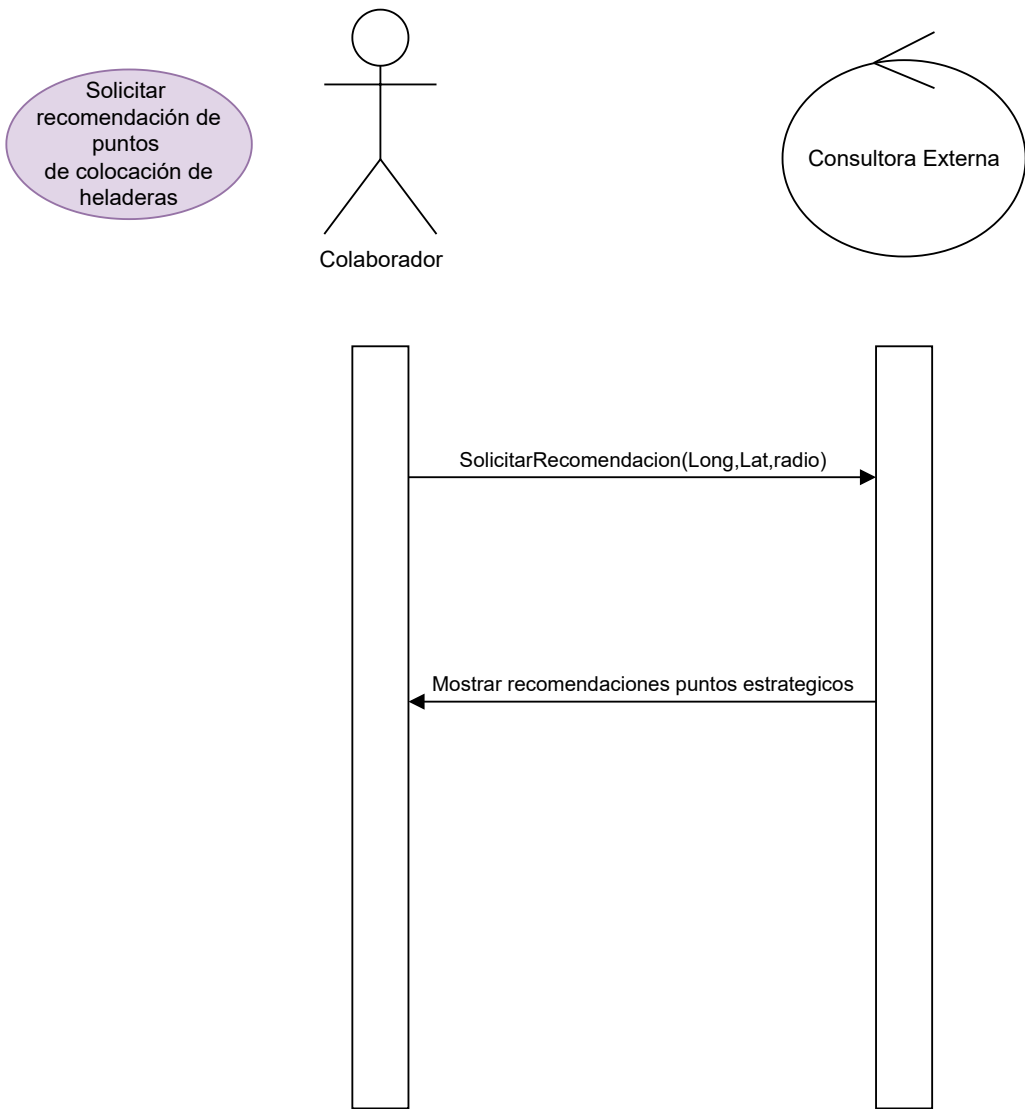 Solicitar
recomendación de
puntos
de colocación de
heladeras
Colaborador
Consultora Externa
SolicitarRecomendacion(Long,Lat,radio)
Mostrar recomendaciones puntos estrategicos